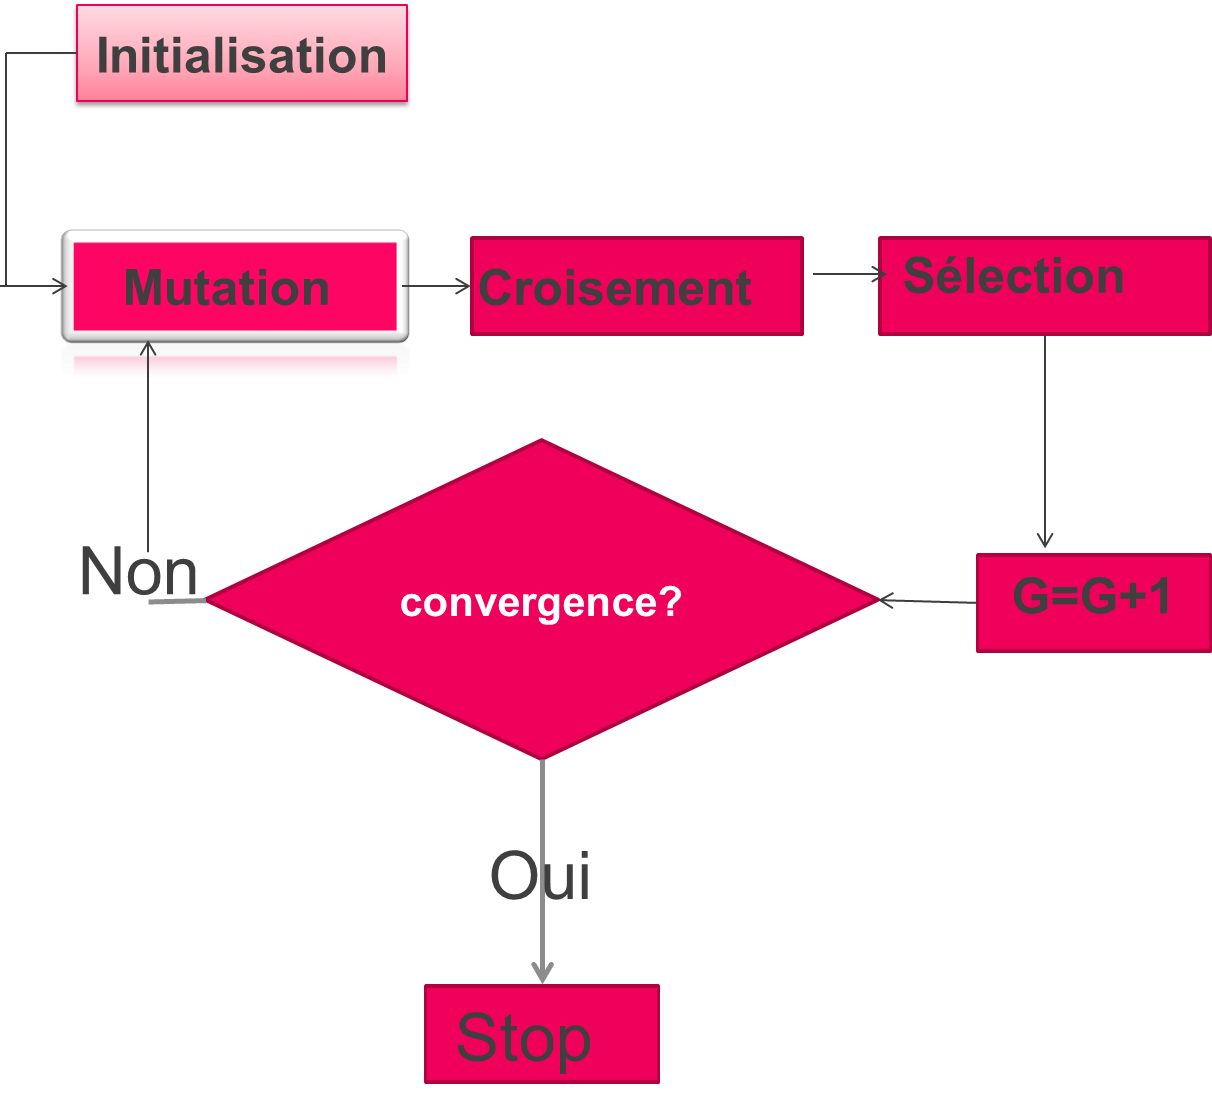 Initialisation
Mutation
Croisement
Sélection
Non
convergence?
G=G+1
Oui
Stop